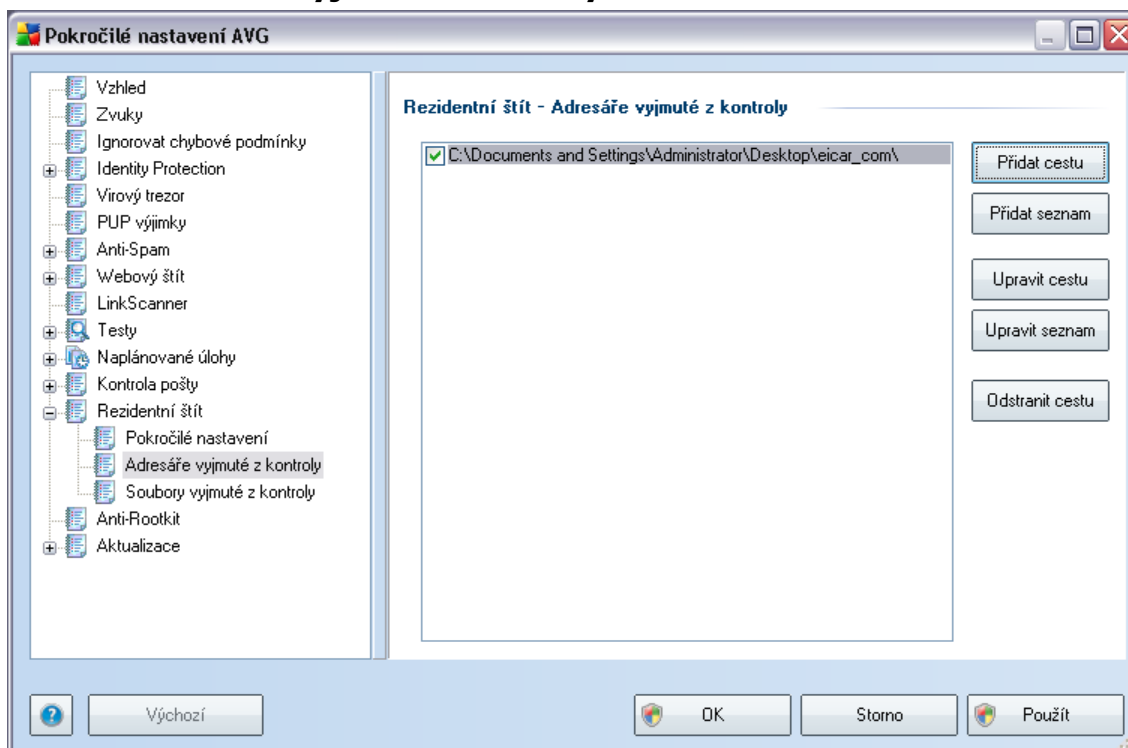 Pokročilé nastavení AVG
Vzhled
Zvuky
Ignorovat chybové podmínky
Identity Protection
Virový trezor
PUP výjimky
Anti-Spam
Webový štít
LinkScanner
Testy
Naplánované úlohy
Kontrola pošty
Rezidentní štít
Pokročilé nastavení
Adresáře vyjmuté z kontroly
Soubory vyjmuté z kontroly
Anti-Rootkit
Aktualizace
Rezidentní štít - Adresáře vyjmuté z kontroly
C:\Documents and Settings\Administrator\Desktop\eicar_com\
Přidat cestu
Přidat seznam
Upravit cestu
Upravit seznam
Odstranit cestu
Výchozí
OK
Storno
Použít